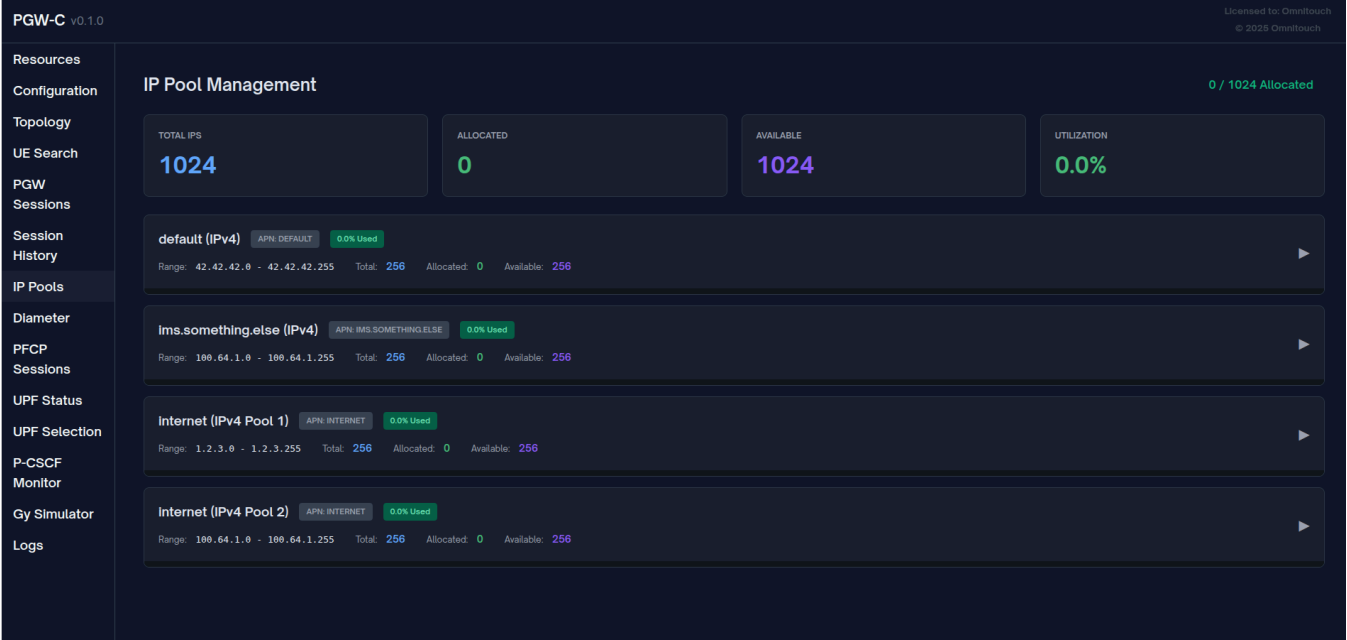 PGW-C v0.1.0
Licensed to: Omnitouch
© 2025 Omnitouch
Resources
Configuration
Topology
UE Search
PGW
Sessions
Session
History
IP Pools
Diameter
PFCP
Sessions
UPF Status
UPF Selection
P-CSCF
Monitor
Gy Simulator
Logs
IP Pool Management
0 / 1024 Allocated
TOTAL IPS
1024
ALLOCATED
0
AVAILABLE
1024
UTILIZATION
0.0%
default (IPv4) APN: DEFAULT 0.0% Used
Range: 42.42.42.0 - 42.42.42.255 Total: 256 Allocated: 0 Available: 256
ims.something.else (IPv4) APN: IMS.SOMETHING.ELSE 0.0% Used
Range: 100.64.1.0 - 100.64.1.255 Total: 256 Allocated: 0 Available: 256
Internet (IPv4 Pool 1) APN: INTERNET 0.0% Used
Range: 1.2.3.0 - 1.2.3.255 Total: 256 Allocated: 0 Available: 256
Internet (IPv4 Pool 2) APN: INTERNET 0.0% Used
Range: 100.64.1.0 - 100.64.1.255 Total: 256 Allocated: 0 Available: 256